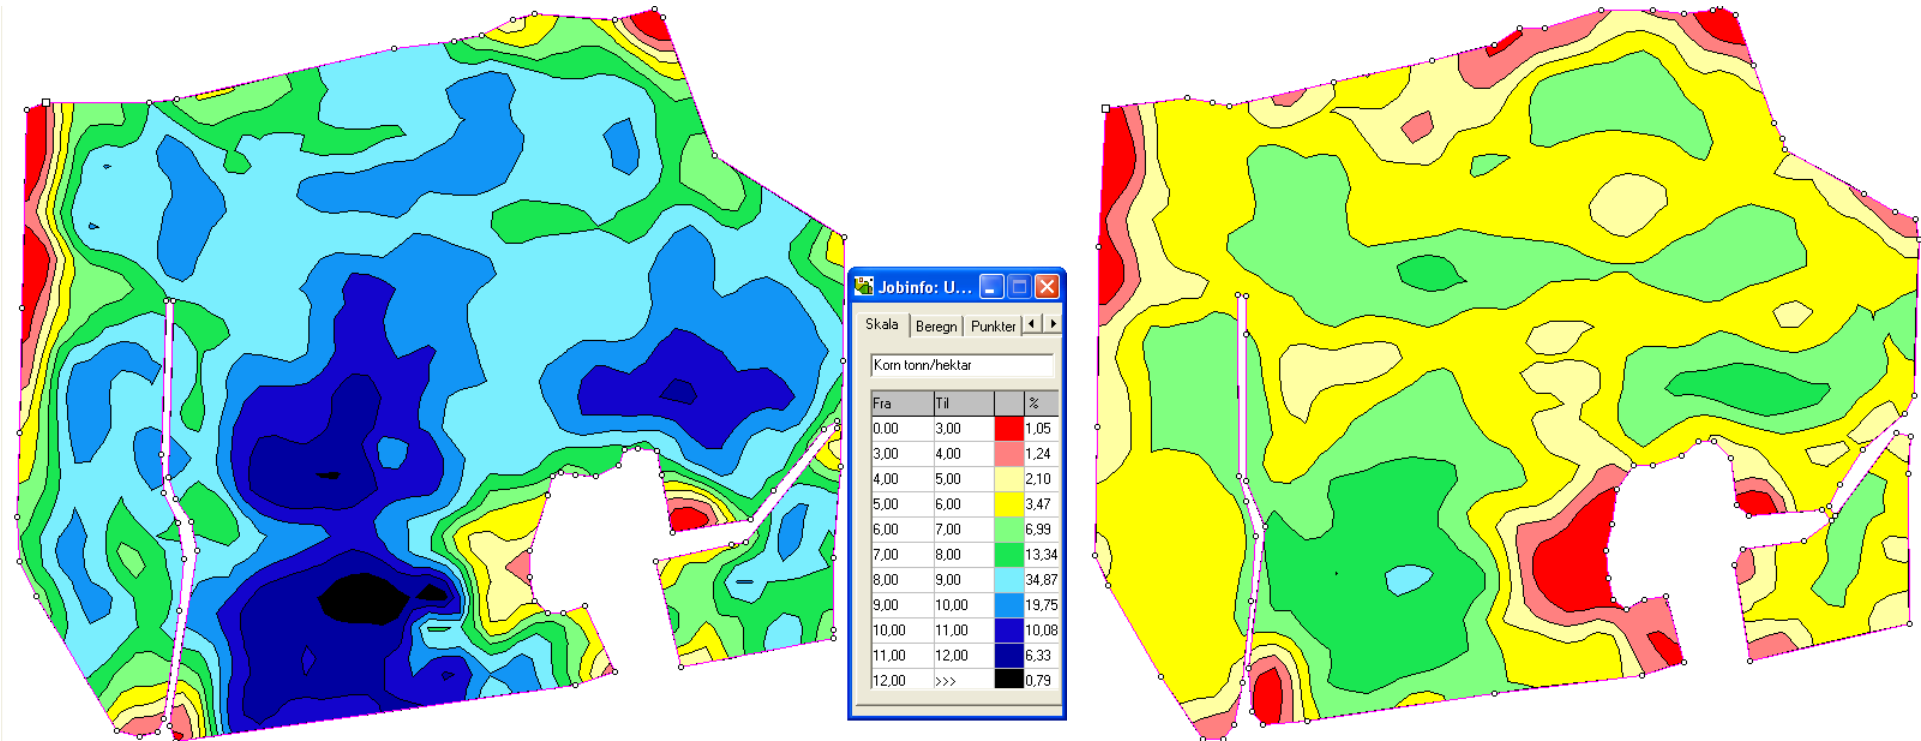 Jobinfo: U...
Skala Beregn Punkter
Korn tonn/hektar
Fra Til %
0.00 3,00 1,05
3,00 4,00 1,24
4,00 5,00 2,10
5,00 6,00 3,47
6,00 7,00 6,99
7,00 8,00 13,34
8,00 9,00 34,87
9,00 10,00 19,75
10,00 11,00 10,08
11,00 12,00 6,33
12,00 >>> 0,79